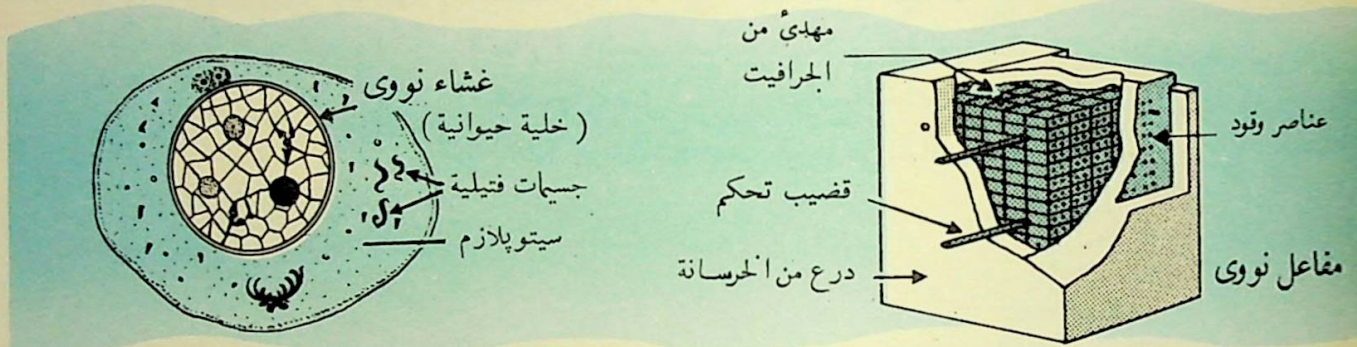 مهدئ من
الجرافيت
عناصر وقود
قضيب تحكم
درع من الخرسانة
مفاعل نووى
غشاء نووى
( خلية حيوانية )
جسيمات فتيلية
سيتوپلازم